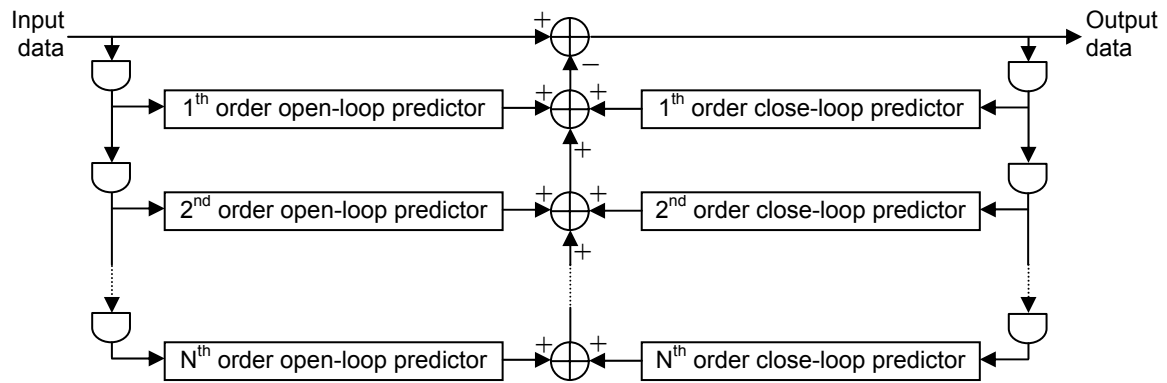 Input
data
Output
data
+
−
1th order open-loop predictor
+
+
1th order close-loop predictor
+
2nd order open-loop predictor
+
+
2nd order close-loop predictor
+
Nth order open-loop predictor
+
+
Nth order close-loop predictor